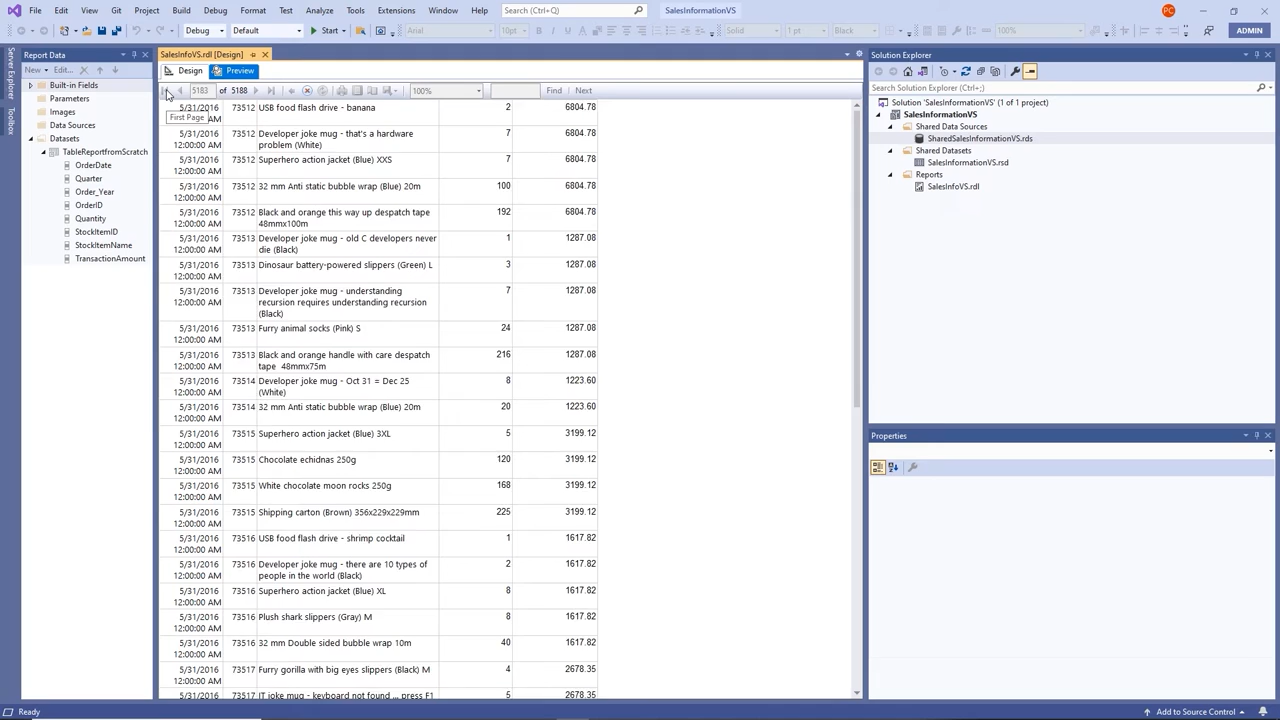 File Edit View Git Project Build Debug Format Test Analyze Tools Extensions Window Help Search (Ctrl+;) SalesInformationVS PC
Debug Default Start Arial 10pt Solid 1 pt Black 100% ADMIN
Server Explorer
Toolbox
Report Data
New Edit...
Built-in Fields
Parameters
Images
Data Sources
Datasets
TableReportfromScratch
OrderDate
Quarter
Order_Year
OrderID
Quantity
StockItemID
StockItemName
TransactionAmount
SalesInfoVS.rdl [Design]
Design Preview
5183 of 5188 100% Find Next
First Page
5/31/2016 73512 USB food flash drive - banana 2 6804.78
12:00:00 AM
5/31/2016 73512 Developer joke mug - that's a hardware 7 6804.78
12:00:00 AM problem (White)
5/31/2016 73512 Superhero action jacket (Blue) XXS 7 6804.78
12:00:00 AM
5/31/2016 73512 32 mm Anti static bubble wrap (Blue) 20m 100 6804.78
12:00:00 AM
5/31/2016 73512 Black and orange this way up despatch tape 192 6804.78
12:00:00 AM 48mmx100m
5/31/2016 73513 Developer joke mug - old C developers never 1 1287.08
12:00:00 AM die (Black)
5/31/2016 73513 Dinosaur battery-powered slippers (Green) L 3 1287.08
12:00:00 AM
5/31/2016 73513 Developer joke mug - understanding 7 1287.08
12:00:00 AM recursion requires understanding recursion
(Black)
5/31/2016 73513 Furry animal socks (Pink) S 24 1287.08
12:00:00 AM
5/31/2016 73513 Black and orange handle with care despatch 216 1287.08
12:00:00 AM tape 48mmx75m
5/31/2016 73514 Developer joke mug - Oct 31 = Dec 25 8 1223.60
12:00:00 AM (White)
5/31/2016 73514 32 mm Anti static bubble wrap (Blue) 20m 20 1223.60
12:00:00 AM
5/31/2016 73515 Superhero action jacket (Blue) 3XL 5 3199.12
12:00:00 AM
5/31/2016 73515 Chocolate echidnas 250g 120 3199.12
12:00:00 AM
5/31/2016 73515 White chocolate moon rocks 250g 168 3199.12
12:00:00 AM
5/31/2016 73515 Shipping carton (Brown) 356x229x229mm 225 3199.12
12:00:00 AM
5/31/2016 73516 USB food flash drive - shrimp cocktail 1 1617.82
12:00:00 AM
5/31/2016 73516 Developer joke mug - there are 10 types of 2 1617.82
12:00:00 AM people in the world (Black)
5/31/2016 73516 Superhero action jacket (Blue) XL 8 1617.82
12:00:00 AM
5/31/2016 73516 Plush shark slippers (Gray) M 8 1617.82
12:00:00 AM
5/31/2016 73516 32 mm Double sided bubble wrap 10m 40 1617.82
12:00:00 AM
5/31/2016 73517 Furry gorilla with big eyes slippers (Black) M 4 2678.35
12:00:00 AM
5/31/2016 73517 IT joke mug - keyboard not found ... press F1 5 2678.35
Solution Explorer
Search Solution Explorer (Ctrl+;)
Solution 'SalesInformationVS' (1 of 1 project)
SalesInformationVS
Shared Data Sources
SharedSalesInformationVS.rds
Shared Datasets
SalesInformationVS.rsd
Reports
SalesInfoVS.rdl
Properties
Ready Add to Source Control